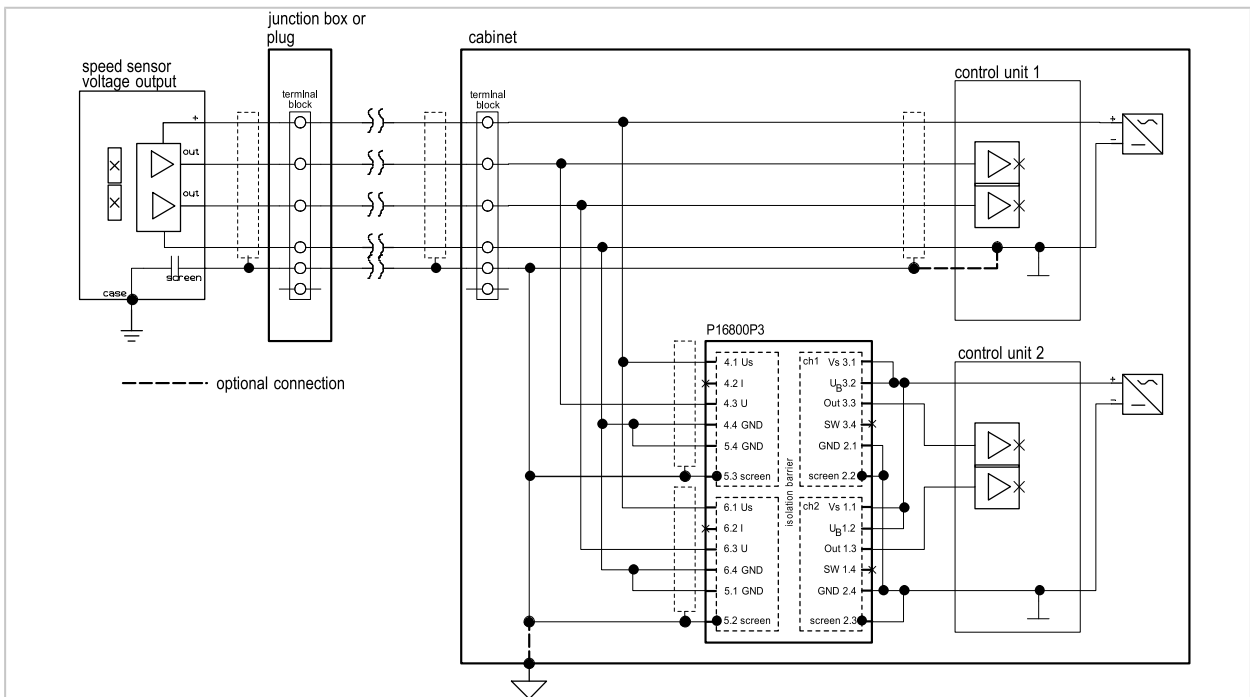 junction box or
plug
cabinet
speed sensor
voltage output
terminal
block
terminal
block
control unit 1
+
out
out
screen
case
+
−
optional connection
P16800P3
control unit 2
4.1 Us
4.2 I
4.3 U
4.4 GND
5.4 GND
5.3 screen
ch1 Vs 3.1
UB3.2
Out 3.3
SW 3.4
GND 2.1
screen 2.2
isolation barrier
6.1 Us
6.2 I
6.3 U
6.4 GND
5.1 GND
5.2 screen
ch2 Vs 1.1
UB1.2
Out 1.3
SW 1.4
GND 2.4
screen 2.3
+
−